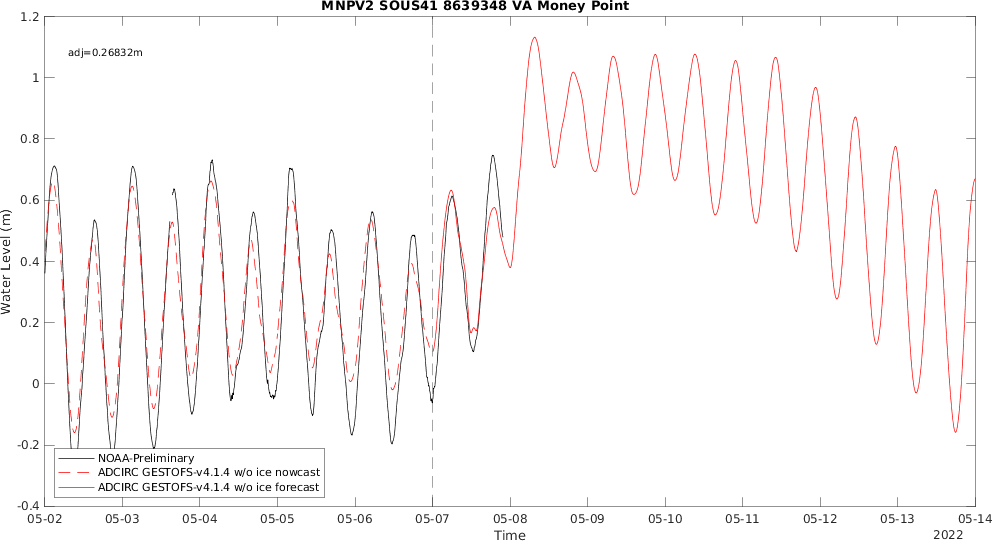 MNPV2 SOUS41 8639348 VA Money Point
1.2
1
0.8
0.6
0.4
0.2
0
-0.2
-0.4
Water Level (m)
adj=0.26832m
NOAA-Preliminary
ADCIRC GESTOFS-v4.1.4 w/o ice nowcast
ADCIRC GESTOFS-v4.1.4 w/o ice forecast
05-02 05-03 05-04 05-05 05-06 05-07 05-08 05-09 05-10 05-11 05-12 05-13 05-14
Time
2022